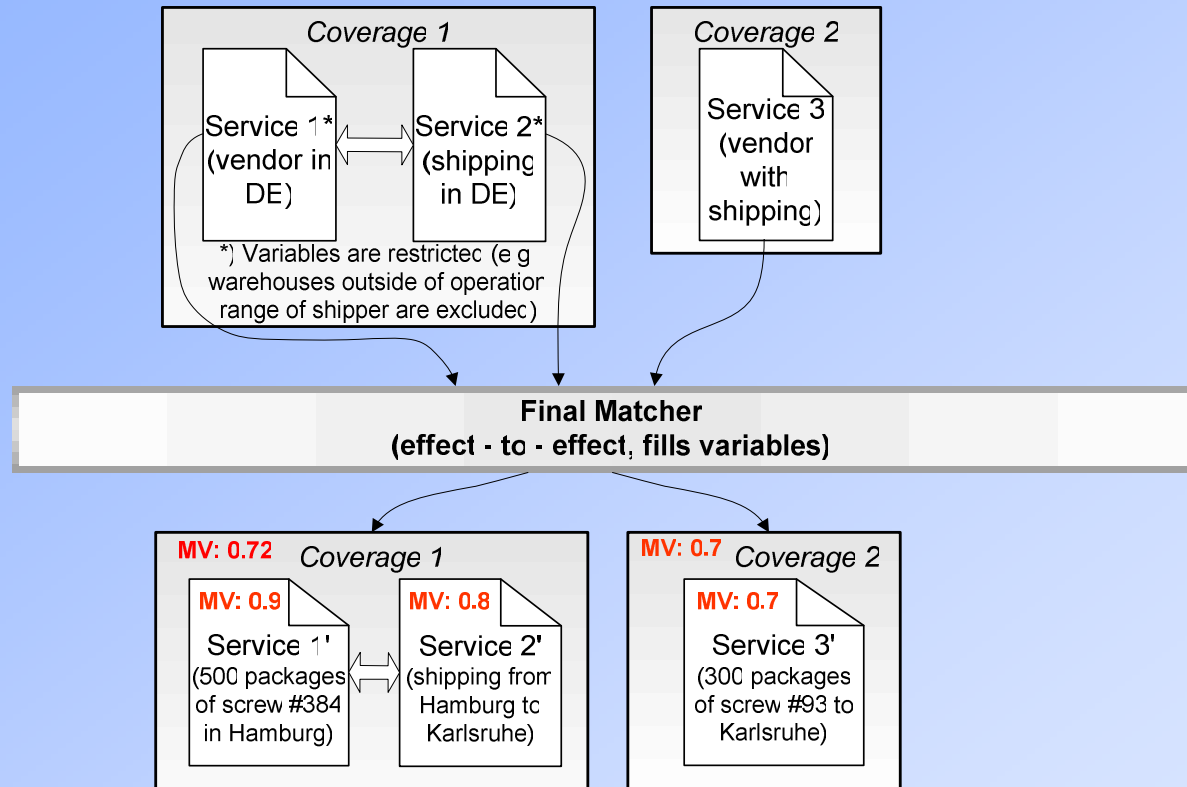 Coverage 1
Service 1*
(vendor in
DE)
Service 2*
(shipping
in DE)
*) Variables are restricted (e g
warehouses outside of operation
range of shipper are excluded)
Coverage 2
Service 3
(vendor
with
shipping)
Final Matcher
(effect - to - effect, fills variables)
MV: 0.72
Coverage 1
MV: 0.9
Service 1'
(500 packages
of screw #384
in Hamburg)
MV: 0.8
Service 2'
(shipping from
Hamburg to
Karlsruhe)
MV: 0.7
Coverage 2
MV: 0.7
Service 3'
(300 packages
of screw #93 to
Karlsruhe)